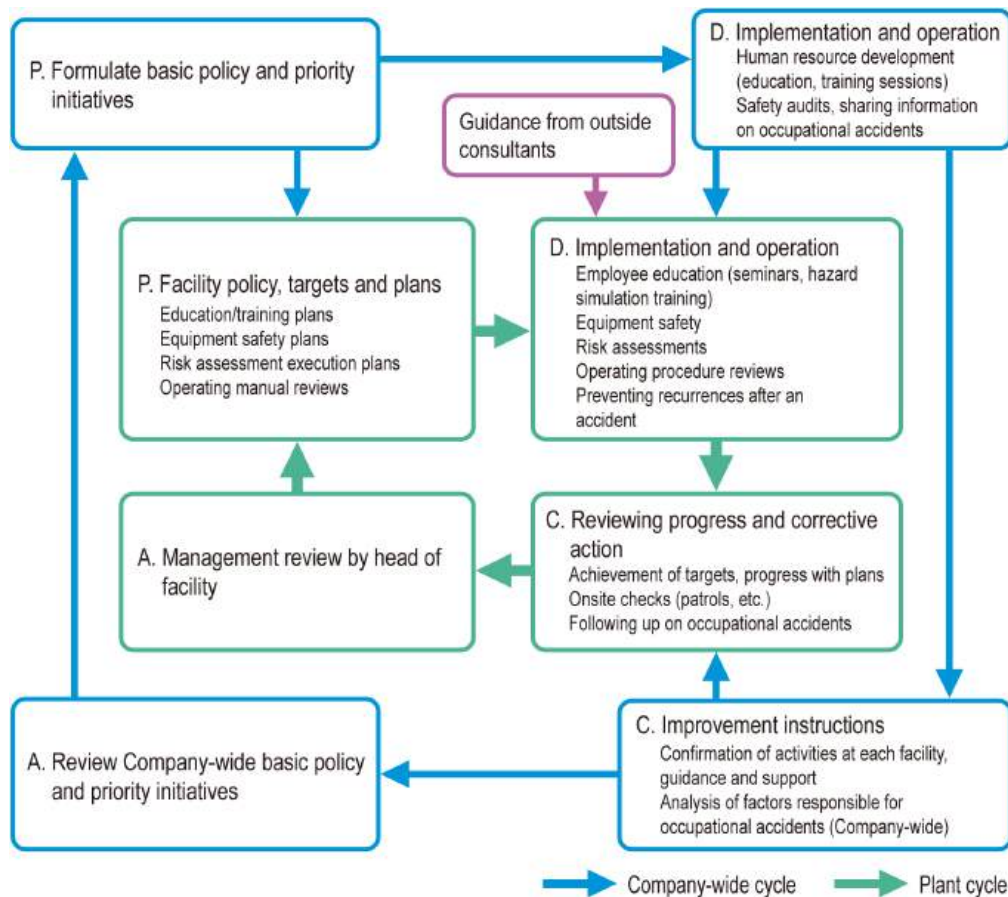 P. Formulate basic policy and priority
initiatives
D. Implementation and operation
Human resource development
(education, training sessions)
Safety audits, sharing information
on occupational accidents
Guidance from outside
consultants
P. Facility policy, targets and plans
Education/training plans
Equipment safety plans
Risk assessment execution plans
Operating manual reviews
D. Implementation and operation
Employee education (seminars, hazard
simulation training)
Equipment safety
Risk assessments
Operating procedure reviews
Preventing recurrences after an
accident
A. Management review by head of
facility
C. Reviewing progress and corrective
action
Achievement of targets, progress with plans
Onsite checks (patrols, etc.)
Following up on occupational accidents
A. Review Company-wide basic policy
and priority initiatives
C. Improvement instructions
Confirmation of activities at each facility,
guidance and support
Analysis of factors responsible for
occupational accidents (Company-wide)
Company-wide cycle
Plant cycle